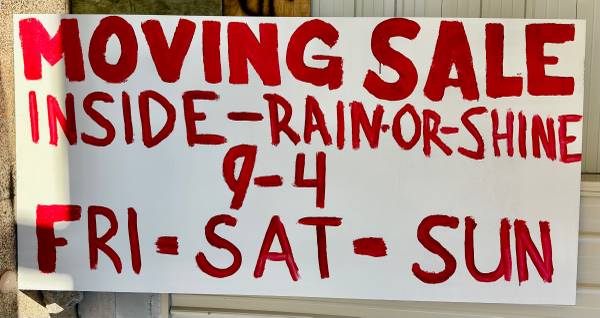 MOVING SALE
INSIDE-RAIN-OR-SHINE
9-4
FRI-SAT-SUN